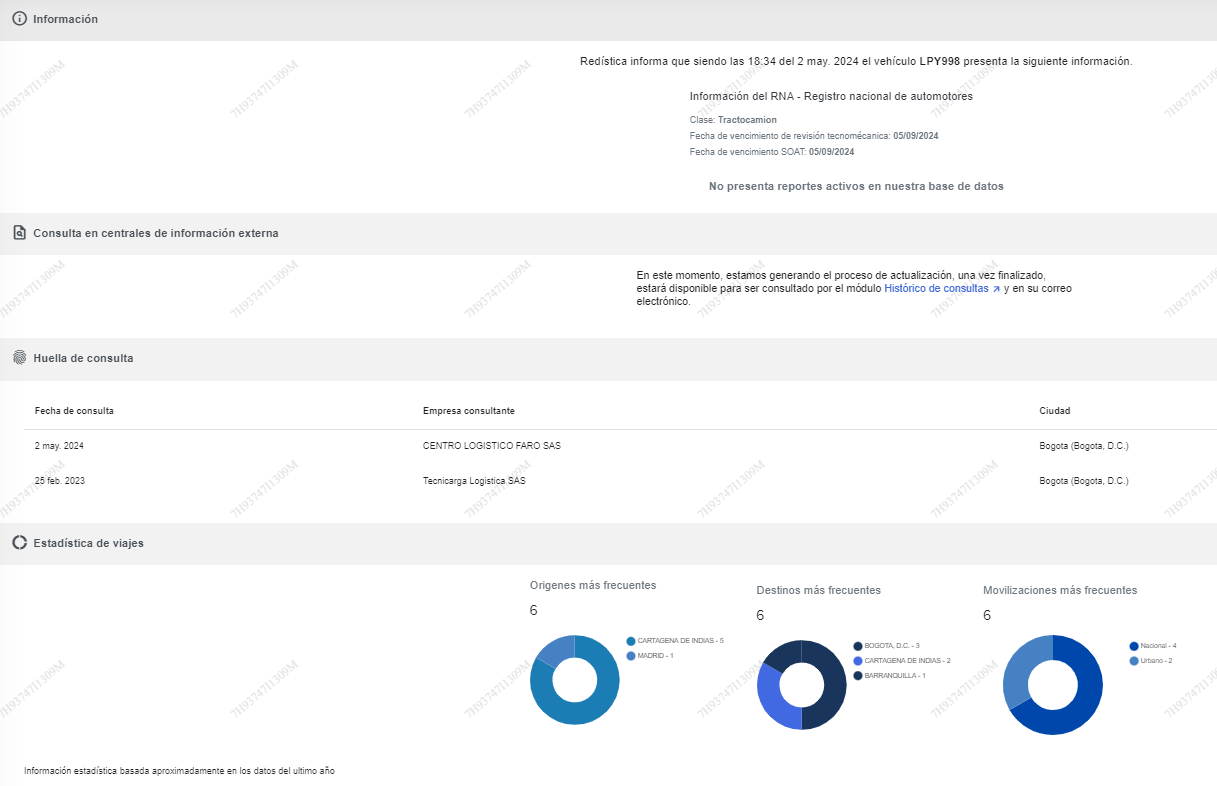 Información
Redística informa que siendo las 18:34 del 2 may. 2024 el vehículo LPY998 presenta la siguiente información.
Información del RNA - Registro nacional de automotores
Clase: Tractocamion
Fecha de vencimiento de revisión tecnomécanica: 05/09/2024
Fecha de vencimiento SOAT: 05/09/2024
No presenta reportes activos en nuestra base de datos
Consulta en centrales de información externa
En este momento, estamos generando el proceso de actualización, una vez finalizado,
estará disponible para ser consultado por el módulo Histórico de consultas y en su correo
electrónico.
Huella de consulta
Fecha de consulta Empresa consultante Ciudad
2 may. 2024 CENTRO LOGISTICO FARO SAS Bogota (Bogota, D.C.)
25 feb. 2023 Tecnicarga Logistica SAS Bogota (Bogota, D.C.)
Estadística de viajes
Origenes más frecuentes
6
CARTAGENA DE INDIAS - 5
MADRID - 1
Destinos más frecuentes
6
BOGOTA, D.C. - 3
CARTAGENA DE INDIAS - 2
BARRANQUILLA - 1
Movilizaciones más frecuentes
6
Nacional - 4
Urbano - 2
Información estadística basada aproximadamente en los datos del ultimo año